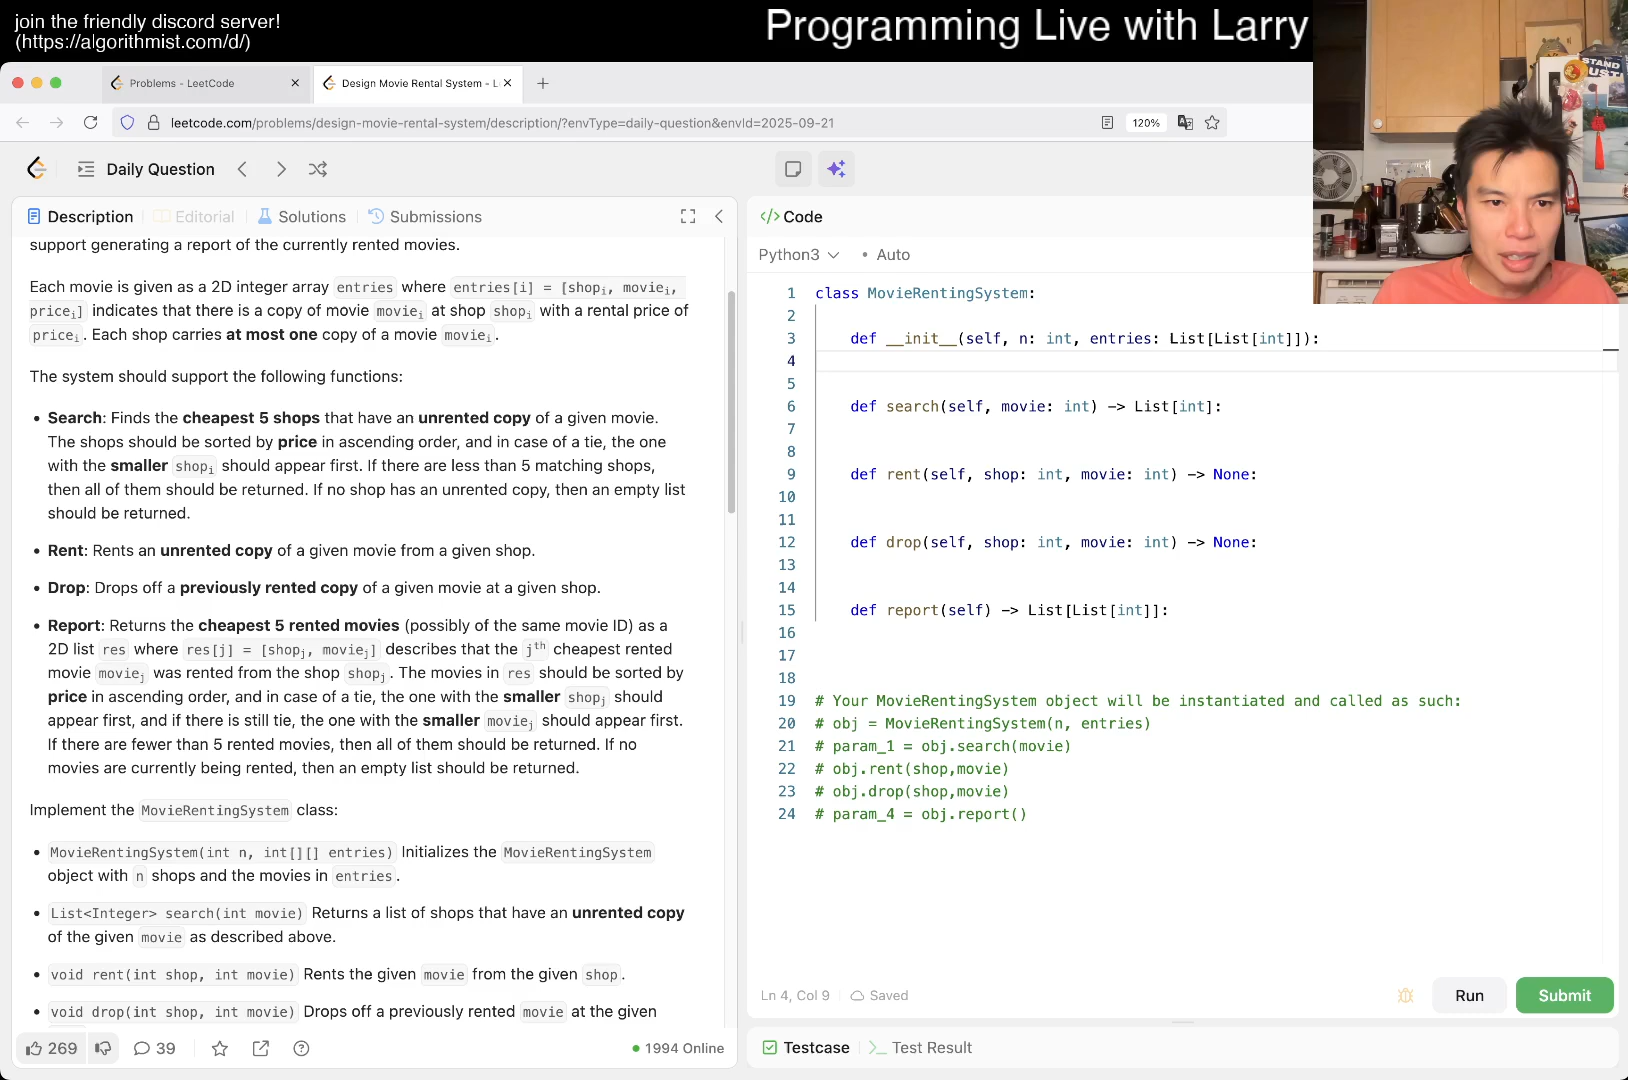 join the friendly discord server!
(https://algorithmist.com/d/)
Programming Live with Larry
Problems - LeetCode
Design Movie Rental System - L
leetcode.com/problems/design-movie-rental-system/description/?envType=daily-question&envId=2025-09-21
120%
Daily Question
Description
Editorial
Solutions
Submissions
support generating a report of the currently rented movies.
Each movie is given as a 2D integer array entries where entries[i] = [shopi, moviei,
pricei] indicates that there is a copy of movie moviei at shop shopi with a rental price of
pricei. Each shop carries at most one copy of a movie moviei.
The system should support the following functions:
• Search: Finds the cheapest 5 shops that have an unrented copy of a given movie.
The shops should be sorted by price in ascending order, and in case of a tie, the one
with the smaller shopi should appear first. If there are less than 5 matching shops,
then all of them should be returned. If no shop has an unrented copy, then an empty list
should be returned.
• Rent: Rents an unrented copy of a given movie from a given shop.
• Drop: Drops off a previously rented copy of a given movie at a given shop.
• Report: Returns the cheapest 5 rented movies (possibly of the same movie ID) as a
2D list res where res[j] = [shopj, moviej] describes that the jth cheapest rented
movie moviej was rented from the shop shopj. The movies in res should be sorted by
price in ascending order, and in case of a tie, the one with the smaller shopj should
appear first, and if there is still tie, the one with the smaller moviej should appear first.
If there are fewer than 5 rented movies, then all of them should be returned. If no
movies are currently being rented, then an empty list should be returned.
Implement the MovieRentingSystem class:
• MovieRentingSystem(int n, int[][] entries) Initializes the MovieRentingSystem
object with n shops and the movies in entries.
• List<Integer> search(int movie) Returns a list of shops that have an unrented copy
of the given movie as described above.
• void rent(int shop, int movie) Rents the given movie from the given shop.
• void drop(int shop, int movie) Drops off a previously rented movie at the given
269
39
1994 Online
</> Code
Python3
• Auto
1 class MovieRentingSystem:
2
3 def __init__(self, n: int, entries: List[List[int]]):
4
5
6 def search(self, movie: int) -> List[int]:
7
8
9 def rent(self, shop: int, movie: int) -> None:
10
11
12 def drop(self, shop: int, movie: int) -> None:
13
14
15 def report(self) -> List[List[int]]:
16
17
18
19 # Your MovieRentingSystem object will be instantiated and called as such:
20 # obj = MovieRentingSystem(n, entries)
21 # param_1 = obj.search(movie)
22 # obj.rent(shop,movie)
23 # obj.drop(shop,movie)
24 # param_4 = obj.report()
Ln 4, Col 9
Saved
Run
Submit
Testcase
Test Result
STAND